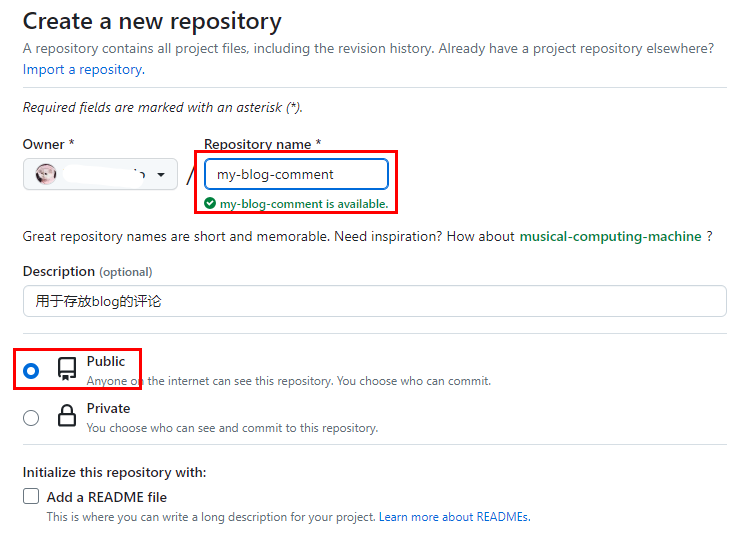 Create a new repository
A repository contains all project files, including the revision history. Already have a project repository elsewhere?
Import a repository.
Required fields are marked with an asterisk (*).
Owner * Repository name *
/ my-blog-comment
my-blog-comment is available.
Great repository names are short and memorable. Need inspiration? How about musical-computing-machine ?
Description (optional)
用于存放blog的评论
Public
Anyone on the internet can see this repository. You choose who can commit.
Private
You choose who can see and commit to this repository.
Initialize this repository with:
Add a README file
This is where you can write a long description for your project. Learn more about READMEs.